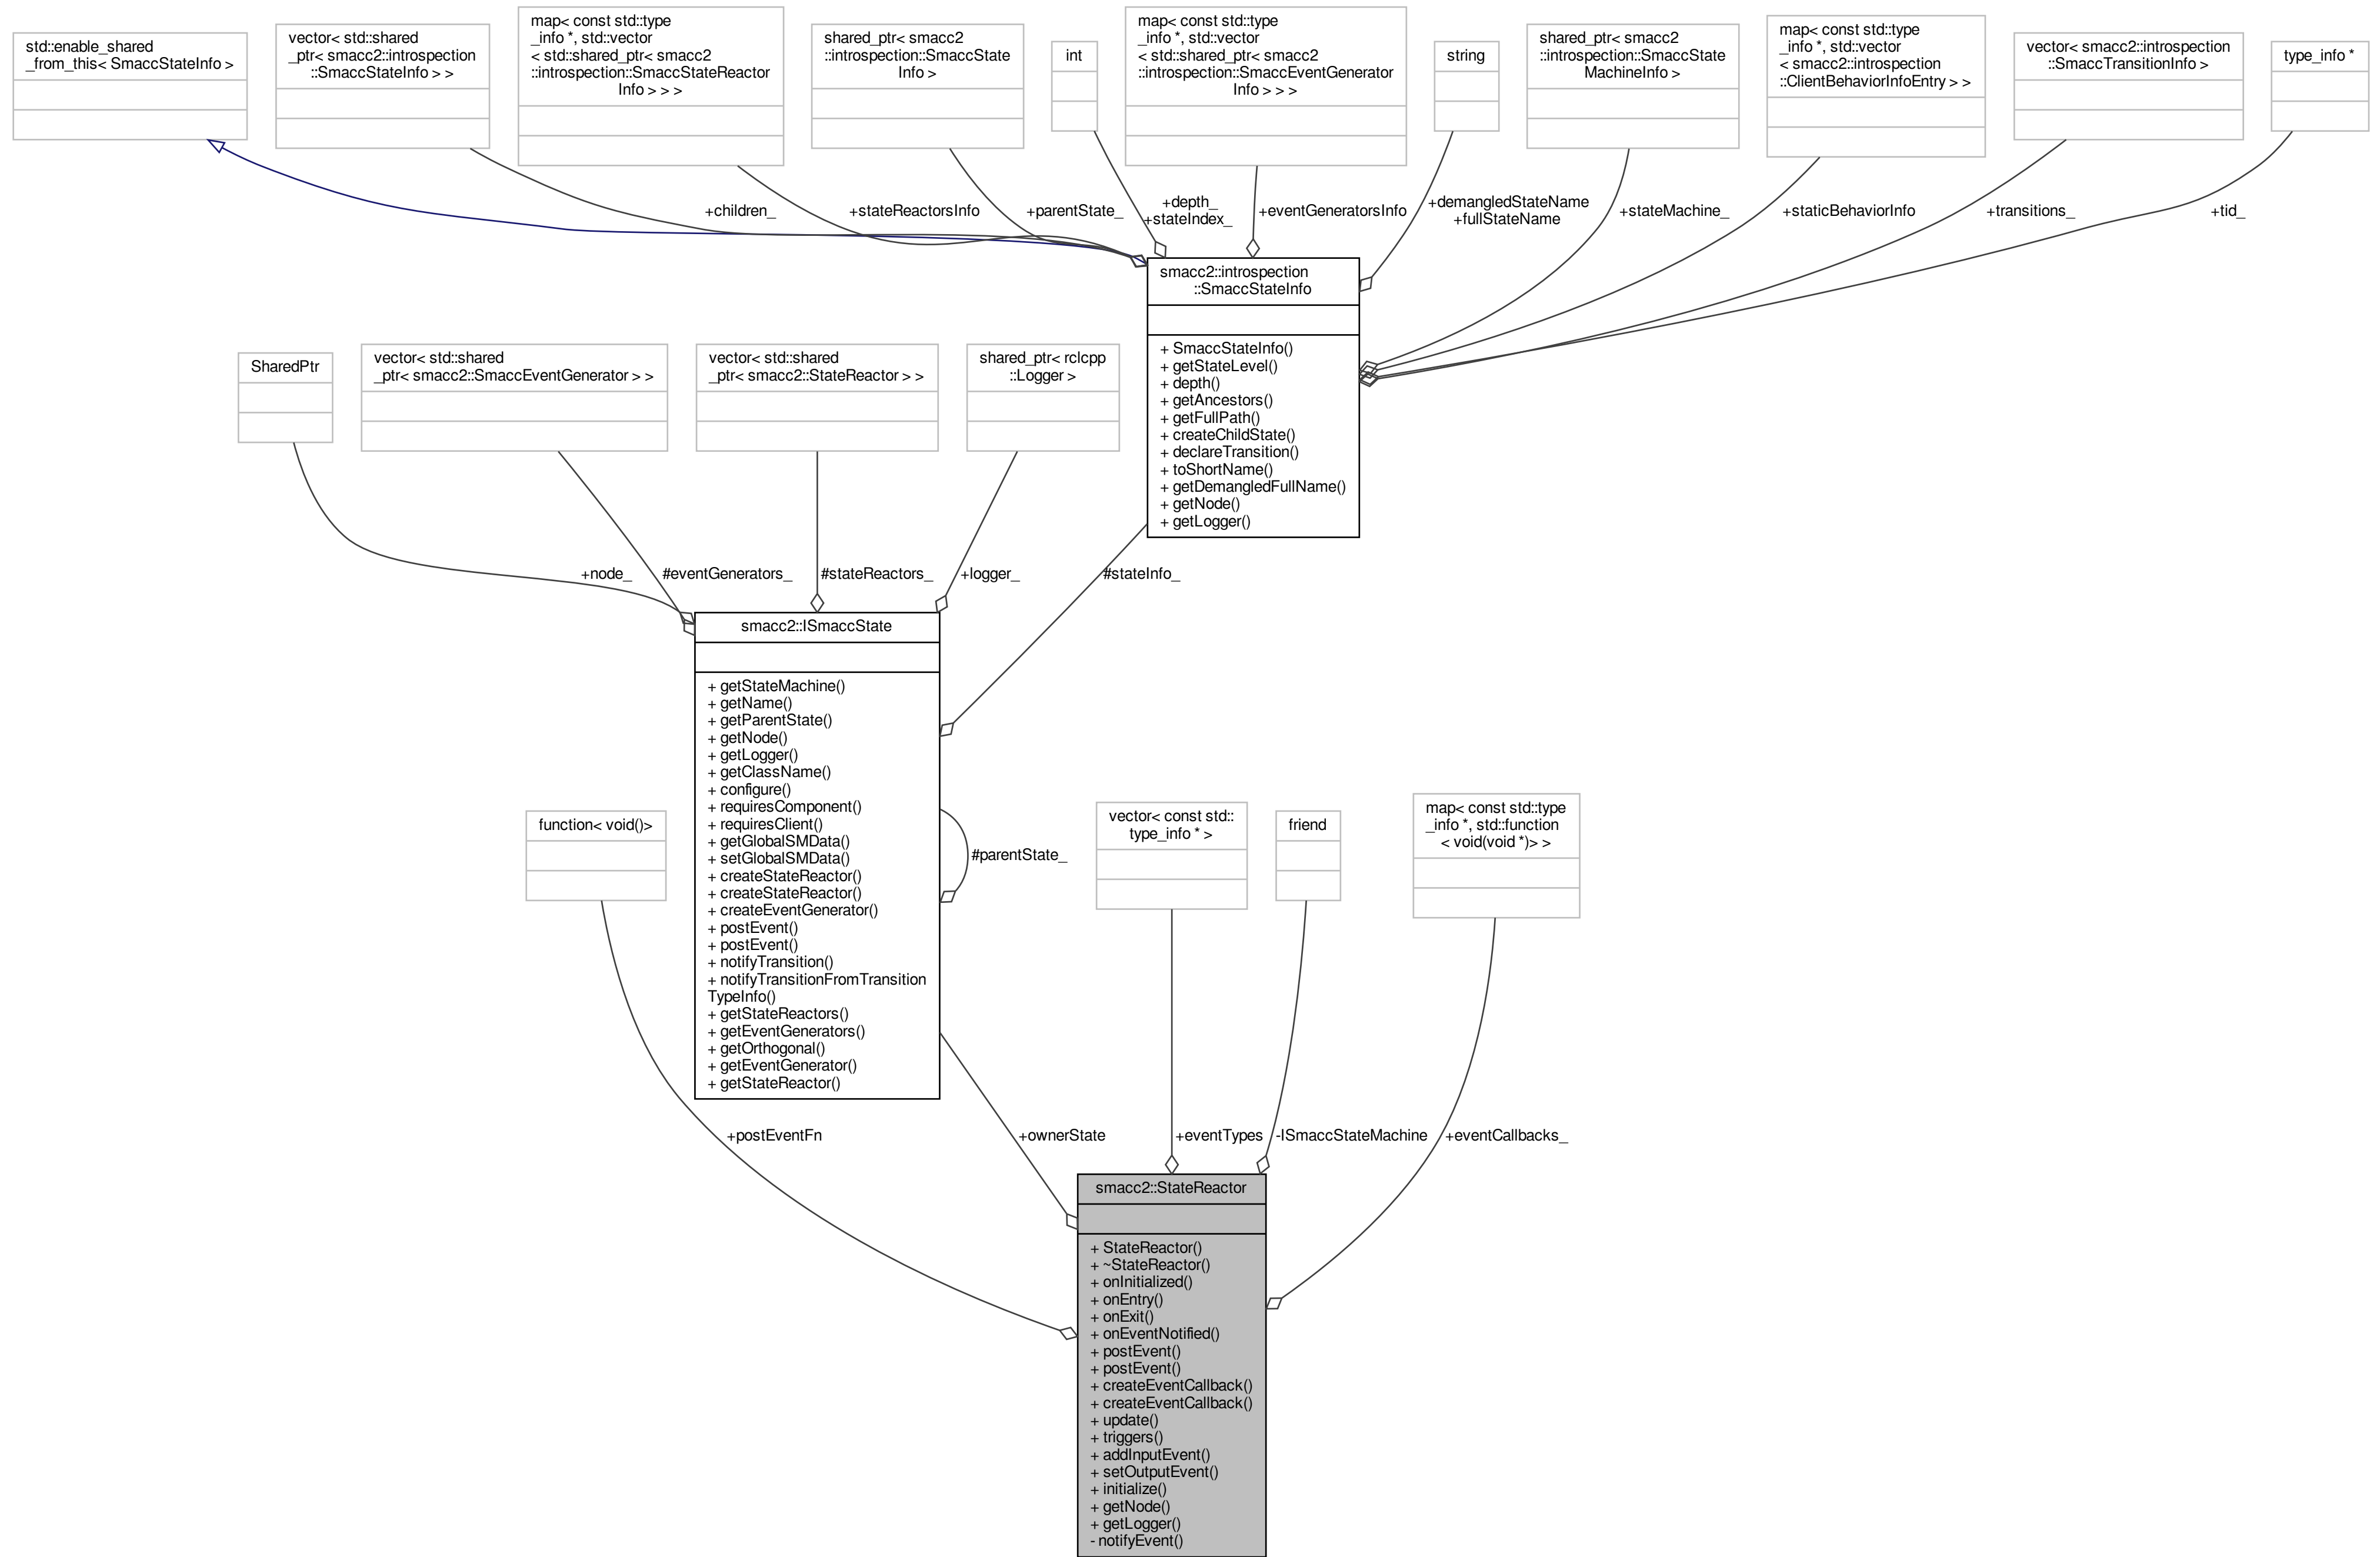 std::enable_shared
_from_this< SmaccStateInfo >
vector< std::shared
_ptr< smacc2::introspection
::SmaccStateInfo > >
map< const std::type
_info *, std::vector
< std::shared_ptr< smacc2
::introspection::SmaccStateReactor
Info > > >
shared_ptr< smacc2
::introspection::SmaccState
Info >
int
map< const std::type
_info *, std::vector
< std::shared_ptr< smacc2
::introspection::SmaccEventGenerator
Info > > >
string
shared_ptr< smacc2
::introspection::SmaccState
MachineInfo >
map< const std::type
_info *, std::vector
< smacc2::introspection
::ClientBehaviorInfoEntry > >
vector< smacc2::introspection
::SmaccTransitionInfo >
type_info *
+children_
+stateReactorsInfo
+parentState_
+depth_
+stateIndex_
+eventGeneratorsInfo
+demangledStateName
+fullStateName
+stateMachine_
+staticBehaviorInfo
+transitions_
+tid_
smacc2::introspection
::SmaccStateInfo
+ SmaccStateInfo()
+ getStateLevel()
+ depth()
+ getAncestors()
+ getFullPath()
+ createChildState()
+ declareTransition()
+ toShortName()
+ getDemangledFullName()
+ getNode()
+ getLogger()
SharedPtr
vector< std::shared
_ptr< smacc2::SmaccEventGenerator > >
vector< std::shared
_ptr< smacc2::StateReactor > >
shared_ptr< rclcpp
::Logger >
+node_
#eventGenerators_
#stateReactors_
+logger_
#stateInfo_
smacc2::ISmaccState
+ getStateMachine()
+ getName()
+ getParentState()
+ getNode()
+ getLogger()
+ getClassName()
+ configure()
+ requiresComponent()
+ requiresClient()
+ getGlobalSMData()
+ setGlobalSMData()
+ createStateReactor()
+ createStateReactor()
+ createEventGenerator()
+ postEvent()
+ postEvent()
+ notifyTransition()
+ notifyTransitionFromTransition
TypeInfo()
+ getStateReactors()
+ getEventGenerators()
+ getOrthogonal()
+ getEventGenerator()
+ getStateReactor()
#parentState_
function< void()>
vector< const std::
type_info * >
friend
map< const std::type
_info *, std::function
< void(void *)> >
+postEventFn
+ownerState
+eventTypes
-ISmaccStateMachine
+eventCallbacks_
smacc2::StateReactor
+ StateReactor()
+ ~StateReactor()
+ onInitialized()
+ onEntry()
+ onExit()
+ onEventNotified()
+ postEvent()
+ postEvent()
+ createEventCallback()
+ createEventCallback()
+ update()
+ triggers()
+ addInputEvent()
+ setOutputEvent()
+ initialize()
+ getNode()
+ getLogger()
- notifyEvent()